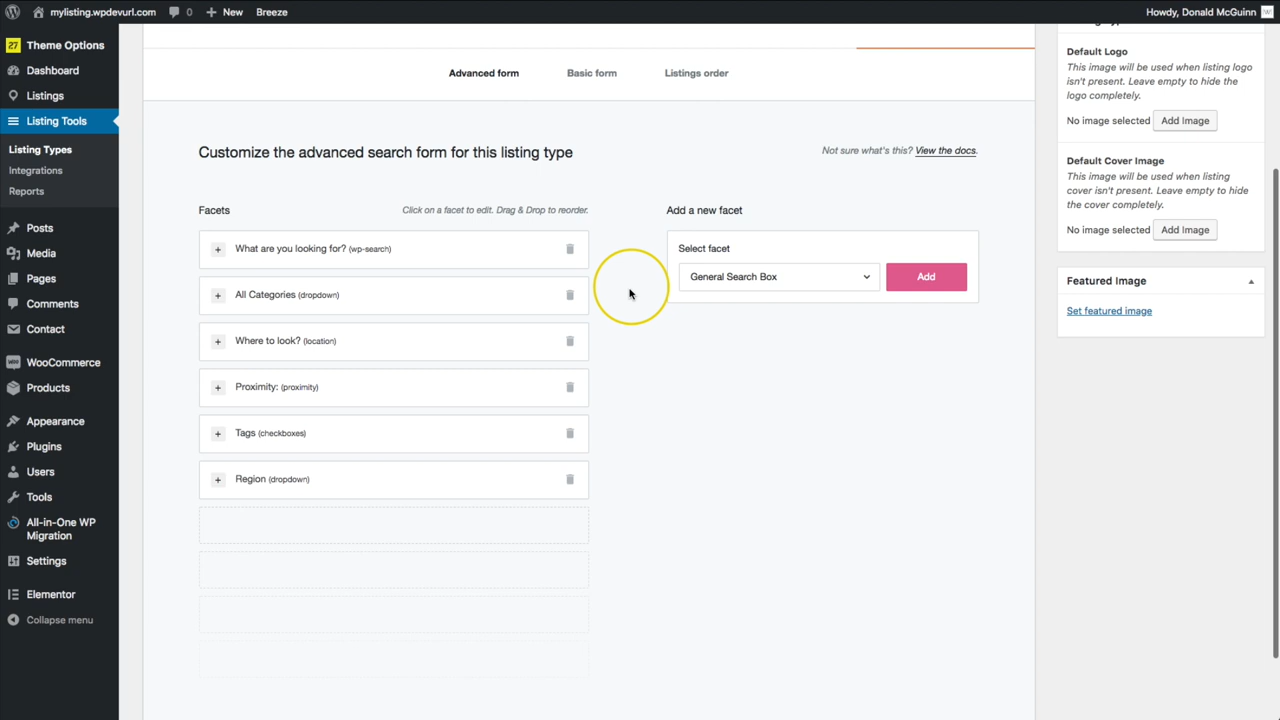 mylisting.wpdevurl.com 0 New Breeze Howdy, Donald McGuinn
27 Theme Options
Dashboard
Listings
Listing Tools
Listing Types
Integrations
Reports
Posts
Media
Pages
Comments
Contact
WooCommerce
Products
Appearance
Plugins
Users
Tools
All-in-One WP
Migration
Settings
Elementor
Collapse menu
Advanced form Basic form Listings order
Customize the advanced search form for this listing type
Not sure what's this? View the docs.
Facets Click on a facet to edit. Drag & Drop to reorder.
What are you looking for? (wp-search)
All Categories (dropdown)
Where to look? (location)
Proximity: (proximity)
Tags (checkboxes)
Region (dropdown)
Add a new facet
Select facet
General Search Box Add
Default Logo
This image will be used when listing logo
isn't present. Leave empty to hide the
logo completely.
No image selected Add Image
Default Cover Image
This image will be used when listing
cover isn't present. Leave empty to hide
the cover completely.
No image selected Add Image
Featured Image
Set featured image